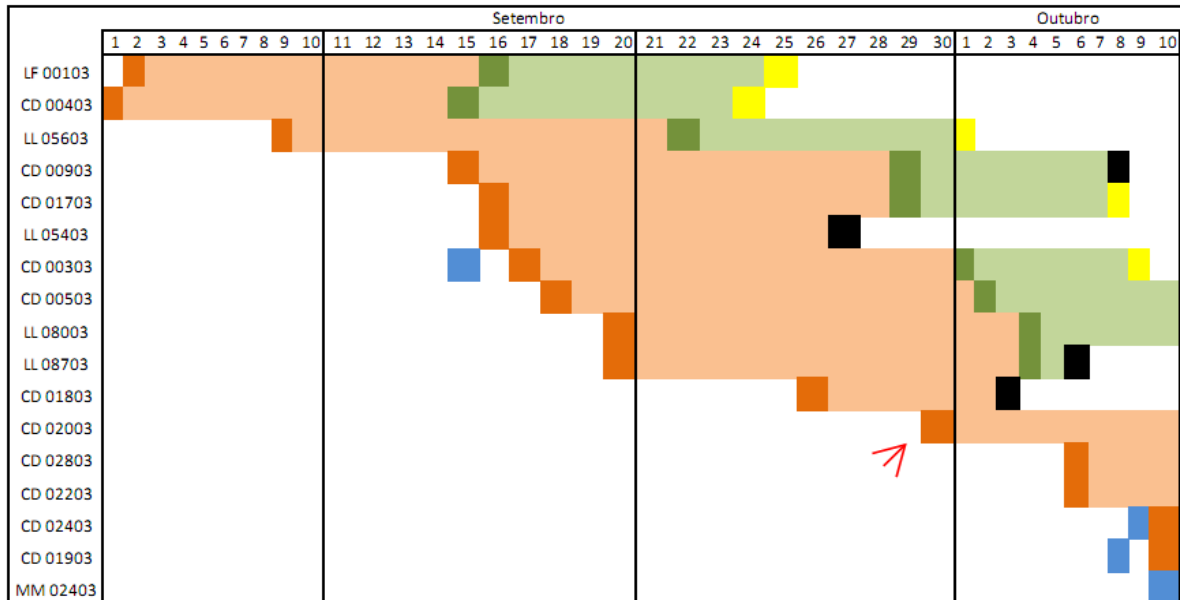 Setembro Outubro
1 2 3 4 5 6 7 8 9 10 11 12 13 14 15 16 17 18 19 20 21 22 23 24 25 26 27 28 29 30 1 2 3 4 5 6 7 8 9 10
LF 00103
CD 00403
LL 05603
CD 00903
CD 01703
LL 05403
CD 00303
CD 00503
LL 08003
LL 08703
CD 01803
CD 02003
CD 02803
CD 02203
CD 02403
CD 01903
MM 02403